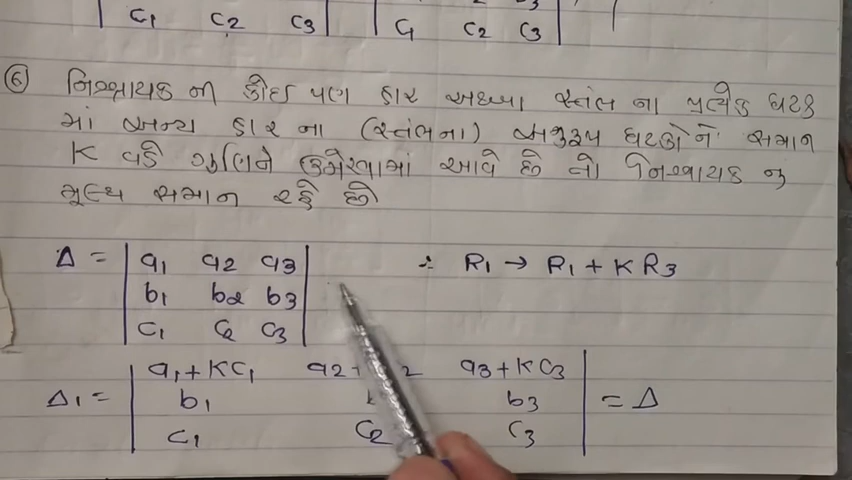 C1 C2 C3 | C1 C2 C3
⑥ નિશ્ચાયક ની કોઈ પણ હાર અથવા સ્તંભ ના પ્રત્યેક ઘટક
માં અન્ય હાર ના (સ્તંભના) અનુરૂપ ઘટકોને સમાન
K વડે ગુણિને ઉમેરવામાં આવે છે તો નિશ્ચાયક નુ
મૂલ્ય સમાન રહે છે
Δ = | a1 a2 a3 | ∴ R1 → R1 + K R3
| b1 b2 b3 |
| C1 C2 C3 |
| a1 + KC1 a2+ 2 a3 + KC3 |
Δ1 = | b1 b3 | = Δ
| C1 C2 C3 |